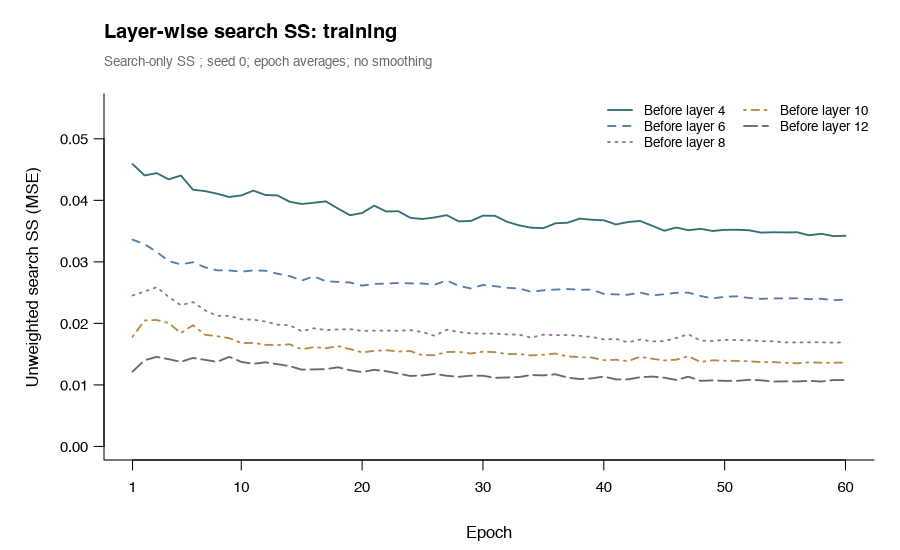 Layer-wise search SS: training
Search-only SS ; seed 0; epoch averages; no smoothing
Before layer 4
Before layer 6
Before layer 8
Before layer 10
Before layer 12
Unweighted search SS (MSE)
0.05
0.04
0.03
0.02
0.01
0.00
1 10 20 30 40 50 60
Epoch